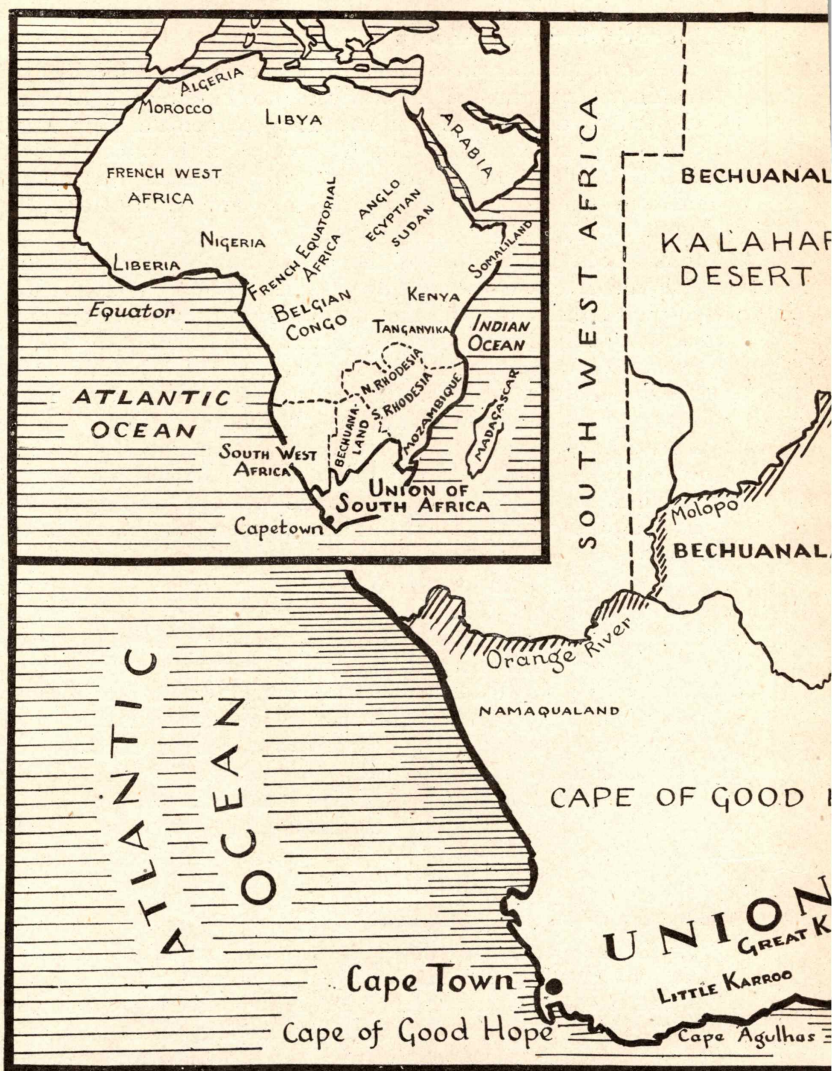 ALGERIA
MOROCCO
LIBYA
ARABIA
FRENCH WEST
AFRICA
ANGLO
EGYPTIAN
SUDAN
FRENCH EQUATORIAL
AFRICA
NIGERIA
LIBERIA
SOMALILAND
Equator
BELGIAN
CONGO
KENYA
TANGANYIKA
INDIAN
OCEAN
ATLANTIC
OCEAN
N. RHODESIA
S. RHODESIA
BECHUANA-
LAND
MOZAMBIQUE
MADAGASCAR
SOUTH WEST
AFRICA
UNION OF
SOUTH AFRICA
Capetown
SOUTH WEST AFRICA
BECHUANAL
KALAHAR
DESERT
Molopo
BECHUANALA
Orange River
NAMAQUALAND
ATLANTIC
OCEAN
CAPE OF GOOD
UNION
GREAT K
LITTLE KARROO
Cape Town
Cape of Good Hope
Cape Agulhas